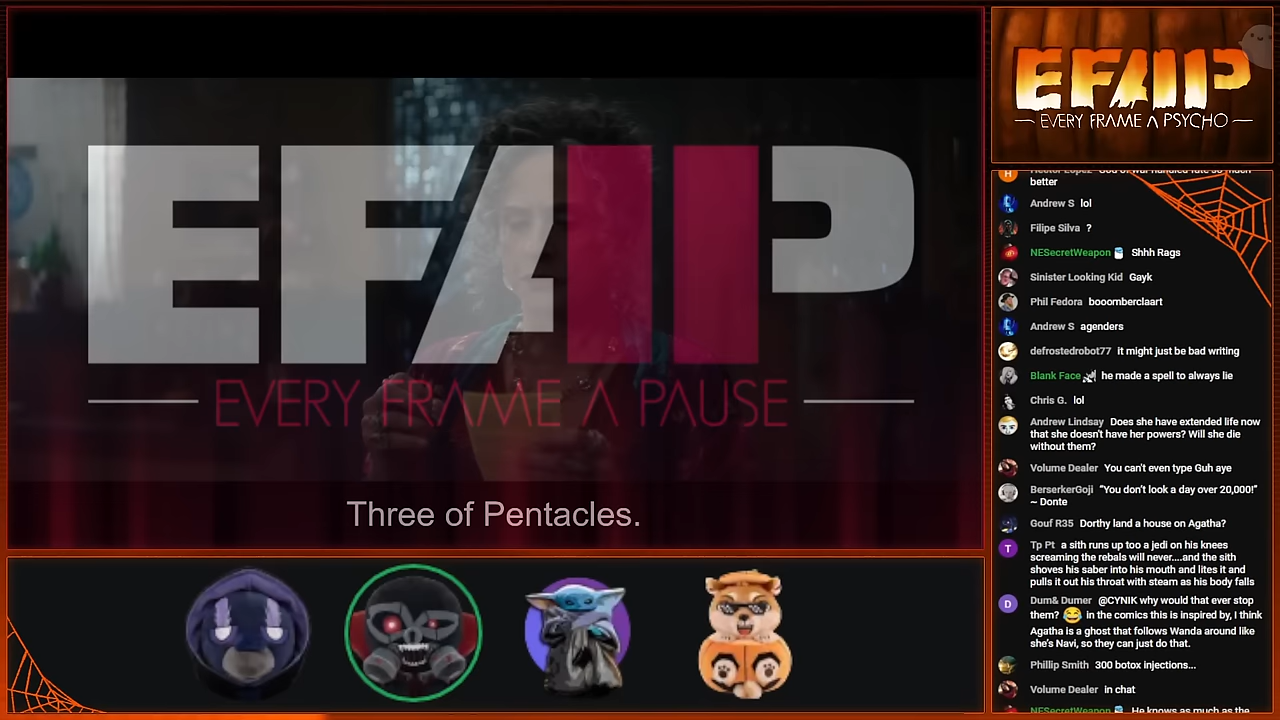 EFAP
EVERY FRAME A PAUSE
Three of Pentacles.
EFAP
EVERY FRAME A PSYCHO
better
Andrew S lol
Filipe Silva ?
NESecretWeapon Shhh Rags
Sinister Looking Kid Gayk
Phil Fedora booomberclaart
Andrew S agenders
defrostedrobot77 it might just be bad writing
Blank Face he made a spell to always lie
Chris G. lol
Andrew Lindsay Does she have extended life now
that she doesn't have her powers? Will she die
without them?
Volume Dealer You can't even type Guh aye
BerserkerGoji “You don't look a day over 20,000!”
~ Donte
Gouf R35 Dorthy land a house on Agatha?
Tp Pt a sith runs up too a jedi on his knees
screaming the rebals will never....and the sith
shoves his saber into his mouth and lites it and
pulls it out his throat with steam as his body falls
Dum& Dumer @CYNIK why would that ever stop
them? 😂 in the comics this is inspired by, I think
Agatha is a ghost that follows Wanda around like
she's Navi, so they can just do that.
Phillip Smith 300 botox injections...
Volume Dealer in chat
NESecretWeapon He knows as much as the